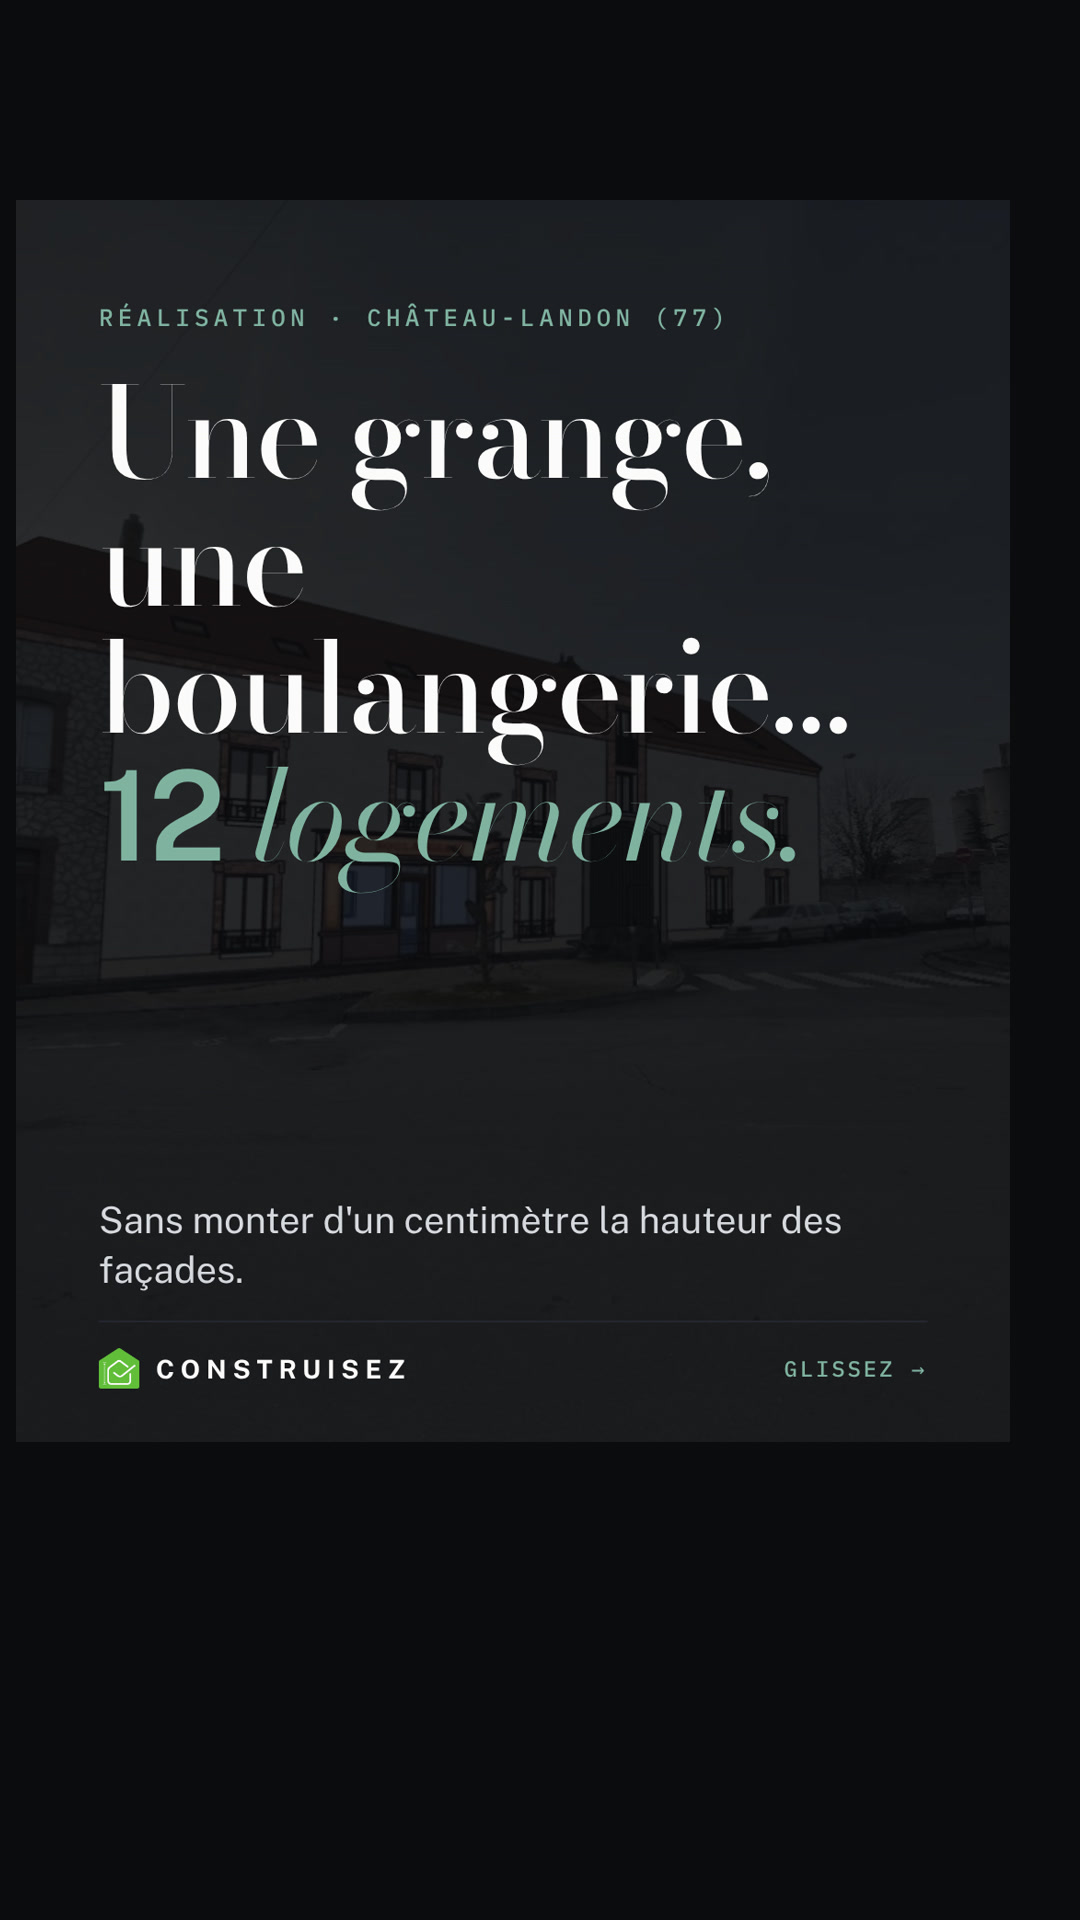 RÉALISATION · CHÂTEAU-LANDON (77)
Une grange,
une
boulangerie...
12 logements.
Sans monter d'un centimètre la hauteur des
façades.
CONSTRUISEZ
GLISSEZ →